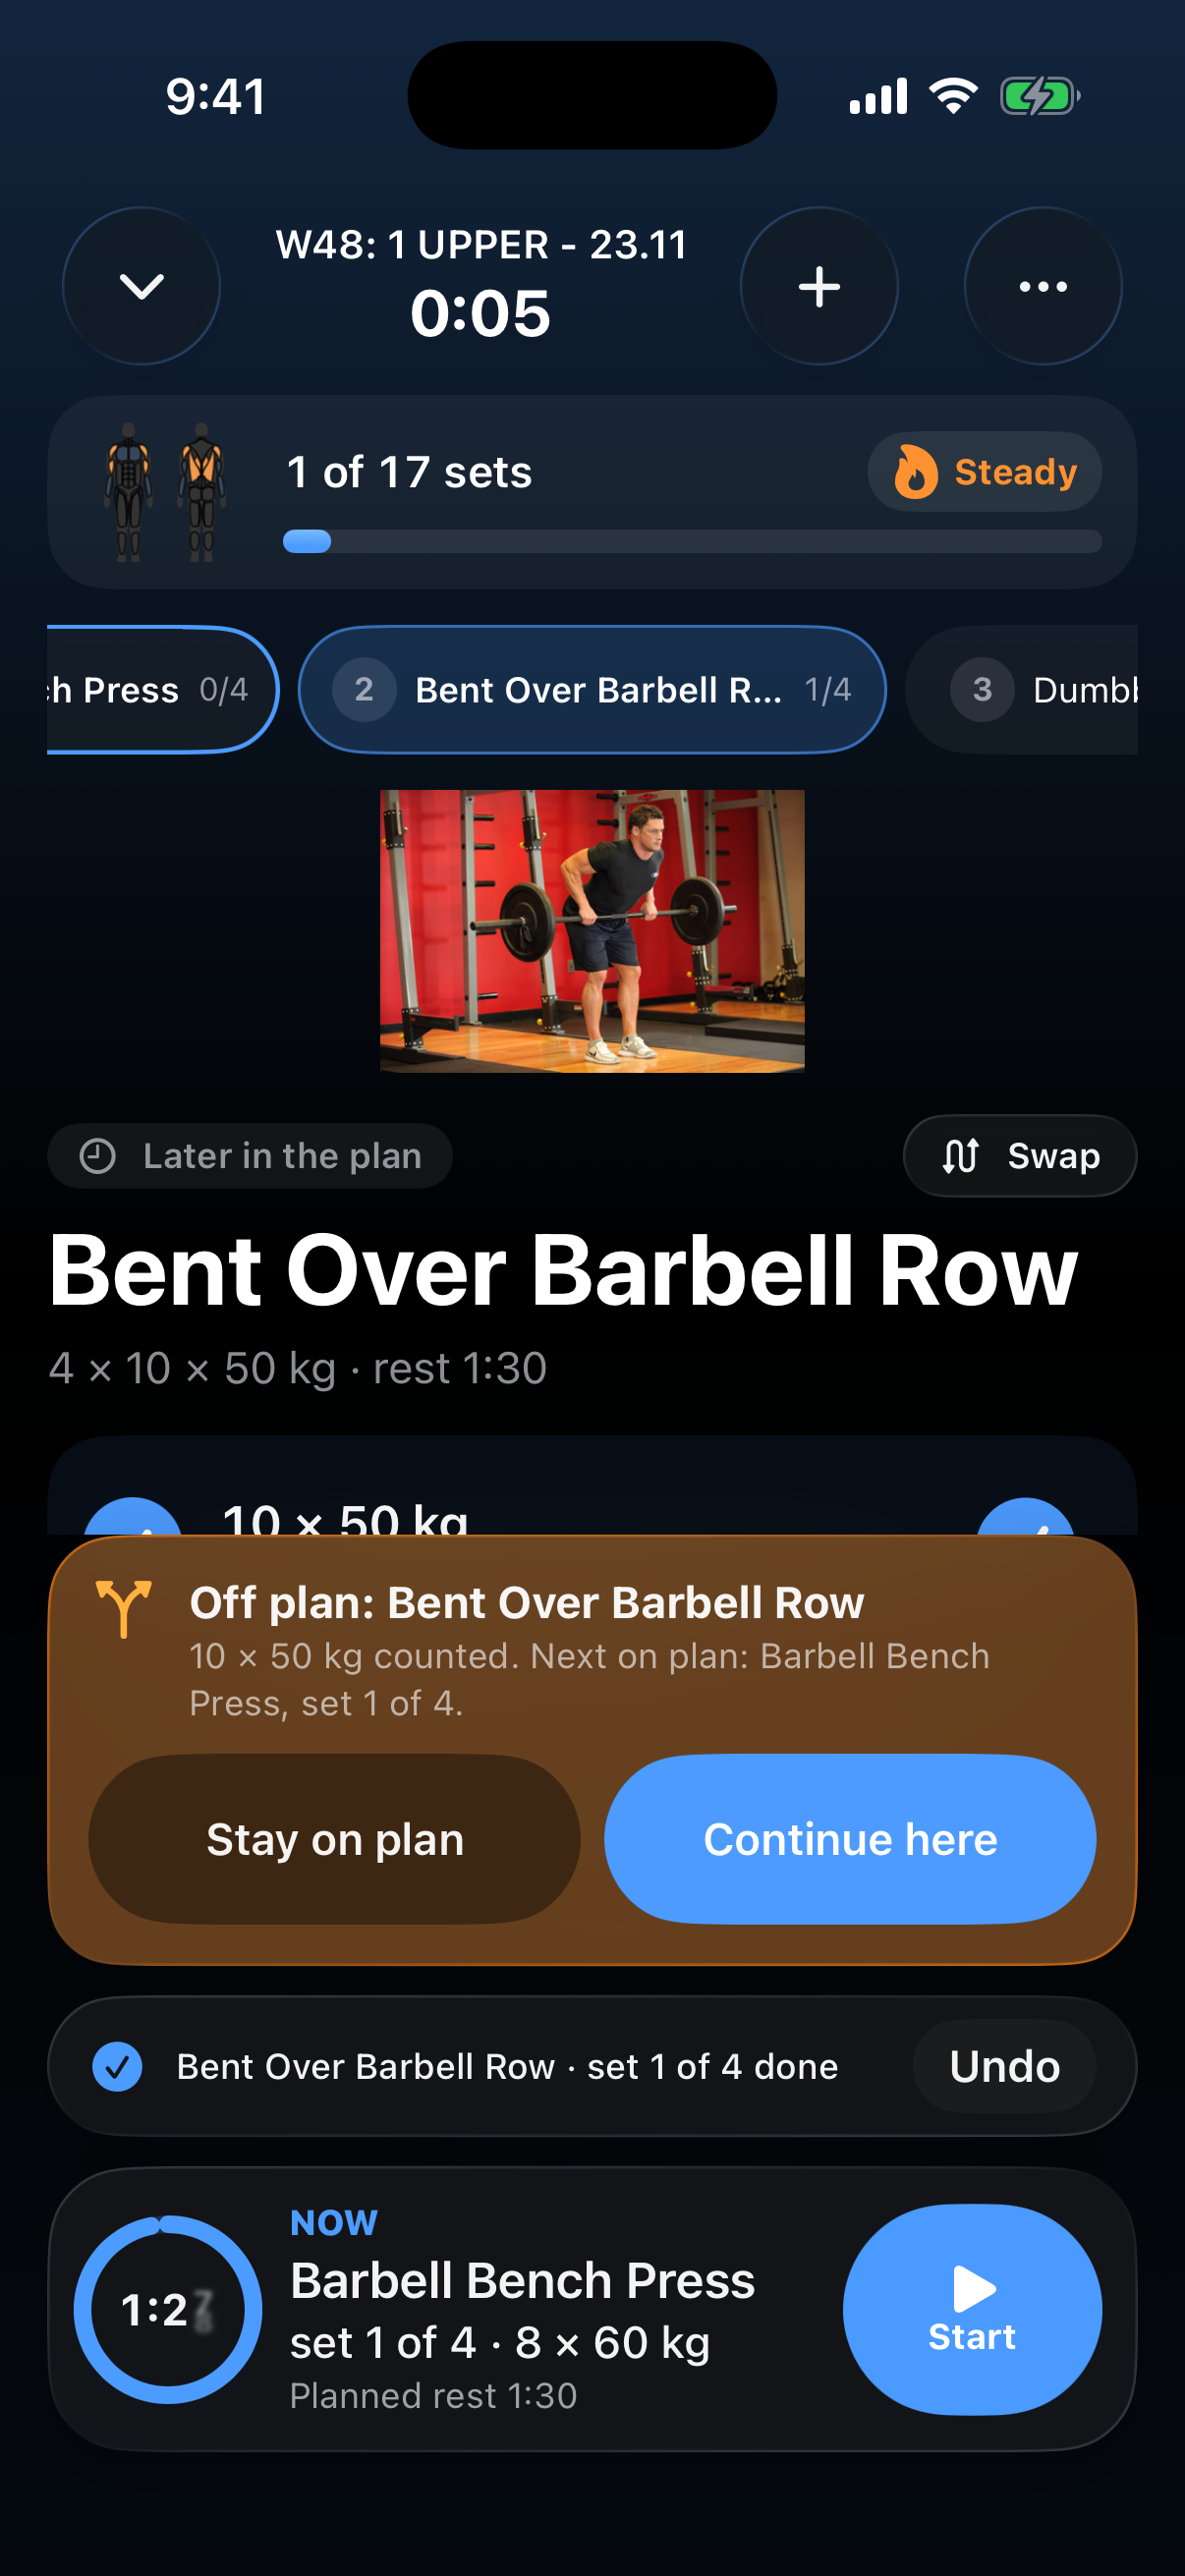 9:41
W48: 1 UPPER - 23.11
0:05
1 of 17 sets
Steady
Press 0/4
2 Bent Over Barbell R... 1/4
3
Later in the plan
Swap
Bent Over Barbell Row
4 × 10 × 50 kg · rest 1:30
10 × 50 kg
Off plan: Bent Over Barbell Row
10 × 50 kg counted. Next on plan: Barbell Bench
Press, set 1 of 4.
Stay on plan
Continue here
Bent Over Barbell Row · set 1 of 4 done
Undo
NOW
Barbell Bench Press
set 1 of 4 · 8 × 60 kg
Planned rest 1:30
Start